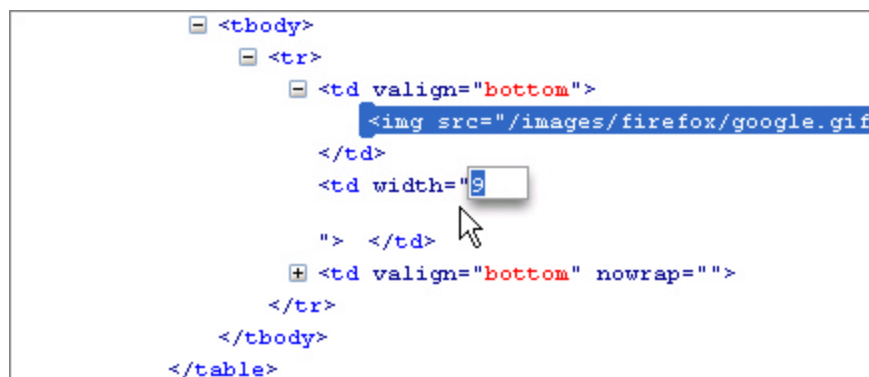 <tbody>
<tr>
<td valign="bottom">
<img src="/images/firefox/google.gif
</td>
<td width="9
"> </td>
<td valign="bottom" nowrap="">
</tr>
</tbody>
</table>